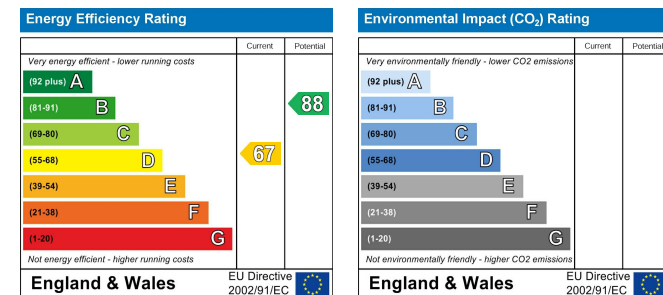 Energy Efficiency Rating
Current Potential
Very energy efficient - lower running costs
(92 plus) A
(81-91) B
88
(69-80) C
(55-68) D
67
(39-54) E
(21-38) F
(1-20) G
Not energy efficient - higher running costs
England & Wales
EU Directive
2002/91/EC
Environmental Impact (CO₂) Rating
Current Potential
Very environmentally friendly - lower CO2 emissions
(92 plus) A
(81-91) B
(69-80) C
(55-68) D
(39-54) E
(21-38) F
(1-20) G
Not environmentally friendly - higher CO2 emissions
England & Wales
EU Directive
2002/91/EC